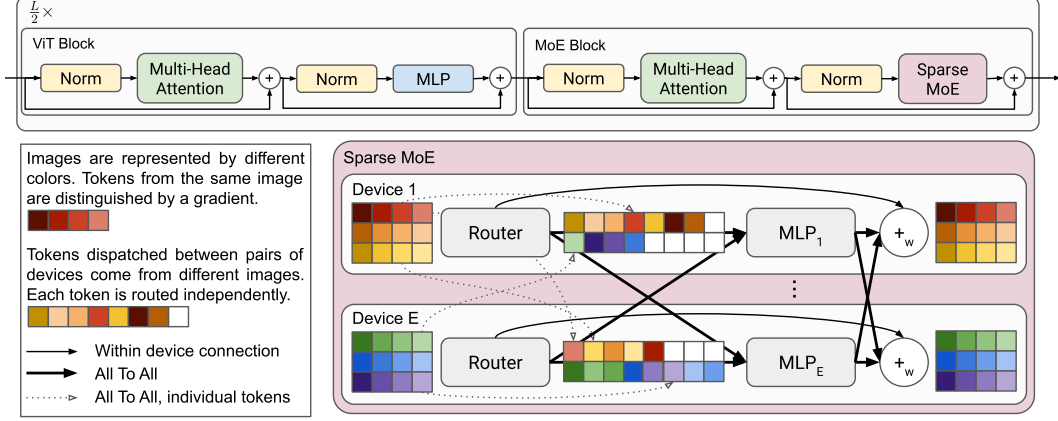 L/2 ×
ViT Block
Norm
Multi-Head
Attention
+
Norm
MLP
+
MoE Block
Norm
Multi-Head
Attention
+
Norm
Sparse
MoE
+
Images are represented by different
colors. Tokens from the same image
are distinguished by a gradient.
Tokens dispatched between pairs of
devices come from different images.
Each token is routed independently.
Within device connection
All To All
All To All, individual tokens
Sparse MoE
Device 1
Router
MLP₁
+w
⋮
Device E
Router
MLP_E
+w